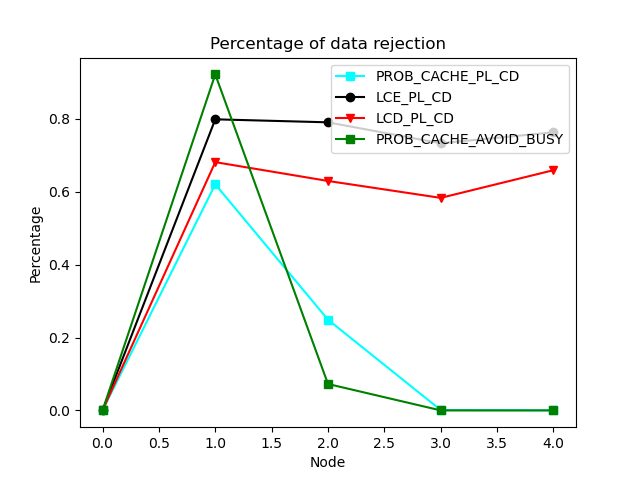 Percentage of data rejection
PROB_CACHE_PL_CD
LCE_PL_CD
LCD_PL_CD
PROB_CACHE_AVOID_BUSY
Percentage
0.8
0.6
0.4
0.2
0.0
0.0 0.5 1.0 1.5 2.0 2.5 3.0 3.5 4.0
Node